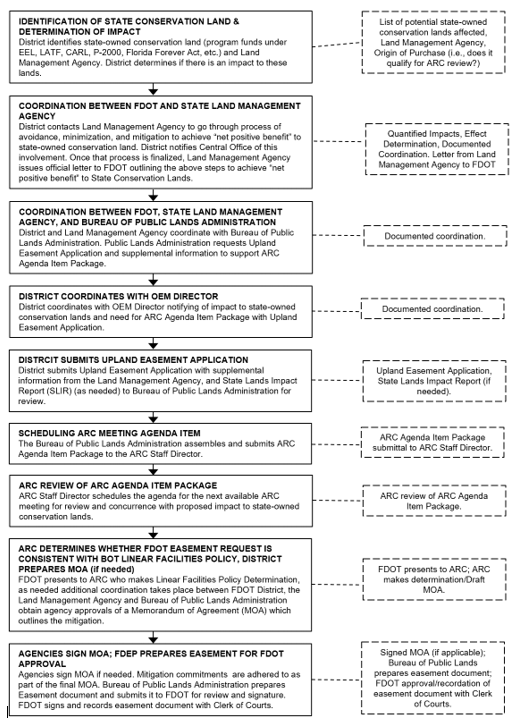 IDENTIFICATION OF STATE CONSERVATION LAND &
DETERMINATION OF IMPACT
District identifies state-owned conservation land (program funds under
EEL, LATF, CARL, P-2000, Florida Forever Act, etc.) and Land
Management Agency. District determines if there is an impact to these
lands.
List of potential state-owned
conservation lands affected,
Land Management Agency,
Origin of Purchase (i.e., does it
qualify for ARC review?)
COORDINATION BETWEEN FDOT AND STATE LAND MANAGEMENT
AGENCY
District contacts Land Management Agency to go through process of
avoidance, minimization, and mitigation to achieve “net positive benefit” to
state-owned conservation land. District notifies Central Office of this
involvement. Once that process is finalized, Land Management Agency
issues official letter to FDOT outlining the above steps to achieve “net
positive benefit” to State Conservation Lands.
Quantified Impacts, Effect
Determination, Documented
Coordination. Letter from Land
Management Agency to FDOT
COORDINATION BETWEEN FDOT, STATE LAND MANAGEMENT
AGENCY, AND BUREAU OF PUBLIC LANDS ADMINISTRATION
District and Land Management Agency coordinate with Bureau of Public
Lands Administration. Public Lands Administration requests Upland
Easement Application and supplemental information to support ARC
Agenda Item Package.
Documented coordination.
DISTRICT COORDINATES WITH OEM DIRECTOR
District coordinates with OEM Director notifying of impact to state-owned
conservation lands and need for ARC Agenda Item Package with Upland
Easement Application.
Documented coordination.
DISTRCIT SUBMITS UPLAND EASEMENT APPLICATION
District submits Upland Easement Application with supplemental
information from the Land Management Agency, and State Lands Impact
Report (SLIR) (as needed) to Bureau of Public Lands Administration for
review.
Upland Easement Application,
State Lands Impact Report (if
needed).
SCHEDULING ARC MEETING AGENDA ITEM
The Bureau of Public Lands Administration assembles and submits ARC
Agenda Item Package to the ARC Staff Director.
ARC Agenda Item Package
submittal to ARC Staff Director.
ARC REVIEW OF ARC AGENDA ITEM PACKAGE
ARC Staff Director schedules the agenda for the next available ARC
meeting for review and concurrence with proposed impact to state-owned
conservation lands.
ARC review of ARC Agenda
Item Package.
ARC DETERMINES WHETHER FDOT EASEMENT REQUEST IS
CONSISTENT WITH BOT LINEAR FACILITIES POLICY, DISTRICT
PREPARES MOA (if needed)
FDOT presents to ARC who makes Linear Facilities Policy Determination,
as needed additional coordination takes place between FDOT District, the
Land Management Agency and Bureau of Public Lands Administration
obtain agency approvals of a Memorandum of Agreement (MOA) which
outlines the mitigation.
FDOT presents to ARC; ARC
makes determination/Draft
MOA.
AGENCIES SIGN MOA; FDEP PREPARES EASEMENT FOR FDOT
APPROVAL
Agencies sign MOA if needed. Mitigation commitments are adhered to as
part of the final MOA. Bureau of Public Lands Administration prepares
Easement document and submits it to FDOT for review and signature.
FDOT signs and records easement document with Clerk of Courts.
Signed MOA (if applicable);
Bureau of Public Lands
prepares easement document;
FDOT approval/recordation of
easement document with Clerk
of Courts.